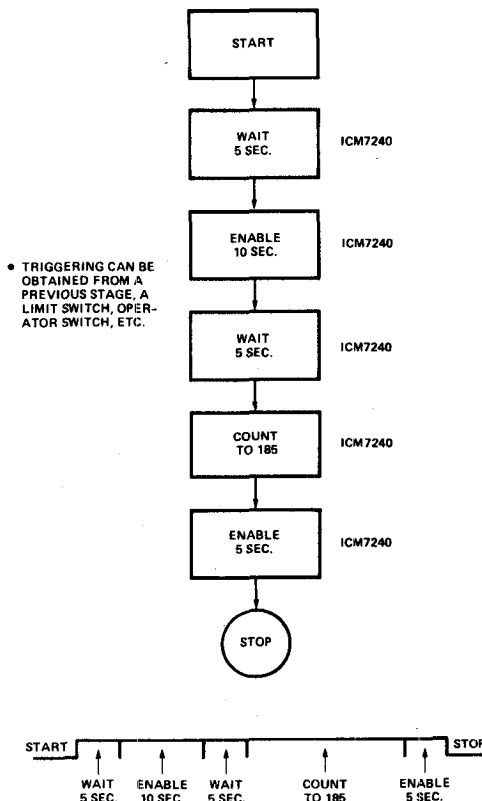 START
WAIT
5 SEC.
ICM7240
ENABLE
10 SEC.
ICM7240
• TRIGGERING CAN BE
OBTAINED FROM A
PREVIOUS STAGE, A
LIMIT SWITCH, OPER-
ATOR SWITCH, ETC.
WAIT
5 SEC.
ICM7240
COUNT
TO 185
ICM7240
ENABLE
5 SEC.
ICM7240
STOP
START
STOP
WAIT
5 SEC.
ENABLE
10 SEC.
WAIT
5 SEC.
COUNT
TO 185
ENABLE
5 SEC.